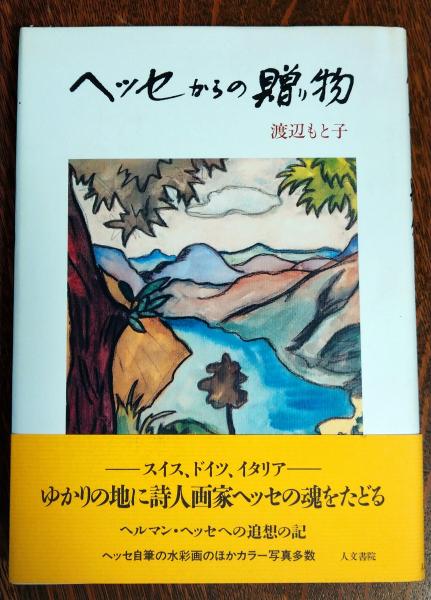 ヘッセからの贈り物
渡辺もと子
――スイス、ドイツ、イタリア――
ゆかりの地に詩人画家ヘッセの魂をたどる
ヘルマン・ヘッセへの追想の記
ヘッセ自筆の水彩画のほかカラー写真多数 人文書院